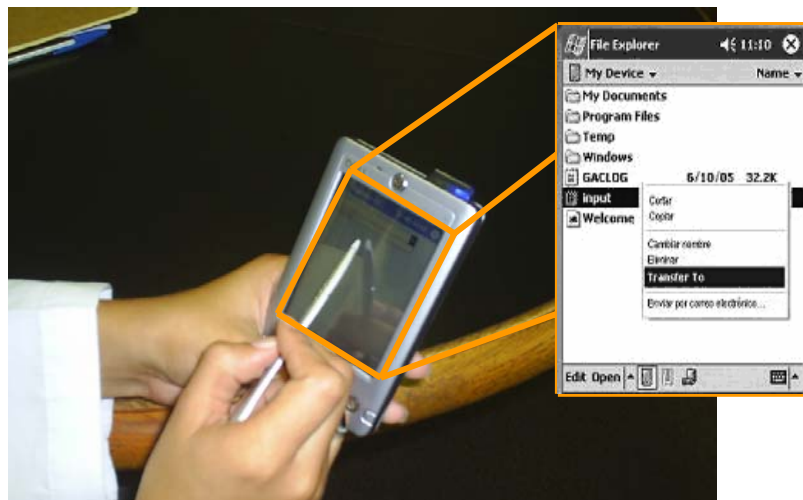 File Explorer 11:10
My Device Name
My Documents
Program Files
Temp
Windows
GACLOG 6/10/05 32.2K
input
Welcome
Cortar
Copiar
Cambiar nombre
Eliminar
Transfer To
Enviar por correo electrónico...
Edit Open